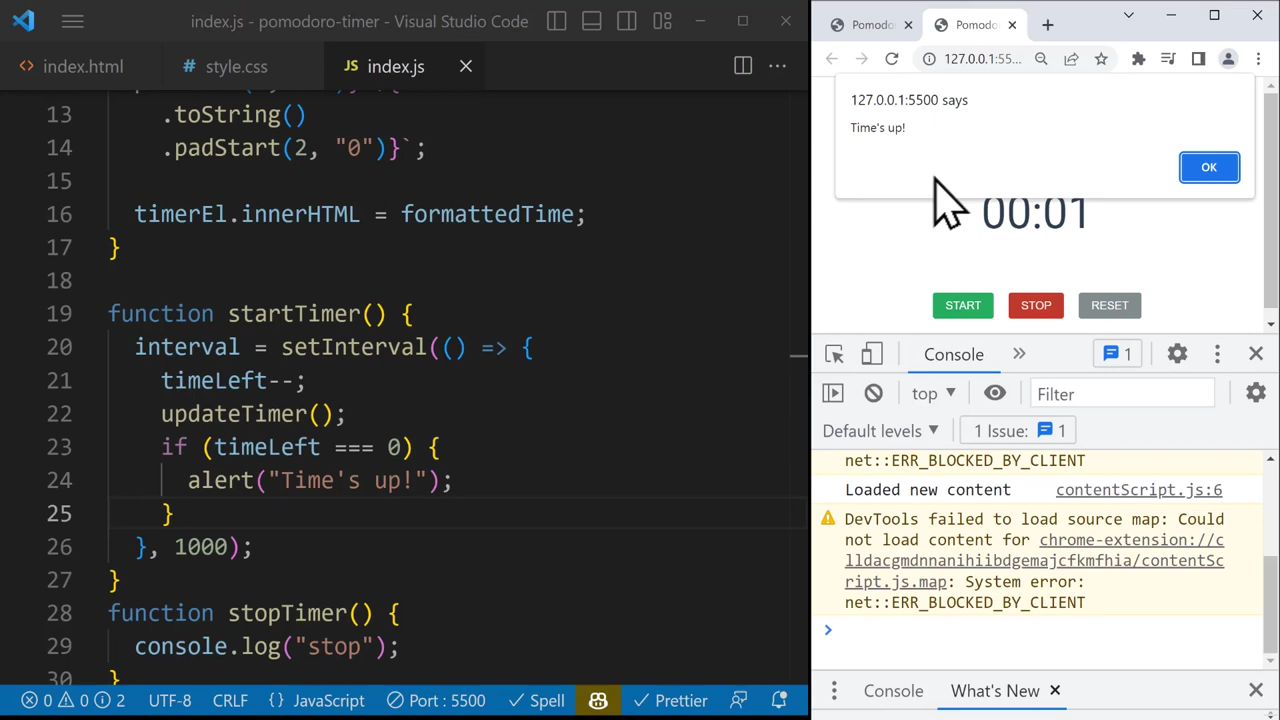 index.js - pomodoro-timer - Visual Studio Code
index.html
# style.css
JS index.js
13 .toString()
14 .padStart(2, "0")}`;
15
16 timerEl.innerHTML = formattedTime;
17 }
18
19 function startTimer() {
20 interval = setInterval(() => {
21 timeLeft--;
22 updateTimer();
23 if (timeLeft === 0) {
24 alert("Time's up!");
25 }
26 }, 1000);
27 }
28 function stopTimer() {
29 console.log("stop");
30 }
0 0 2 UTF-8 CRLF {} JavaScript Port : 5500 Spell Prettier
Pomodo
Pomodo
127.0.0.1:55...
127.0.0.1:5500 says
Time's up!
OK
00:01
START STOP RESET
Console 1
top Filter
Default levels 1 Issue: 1
net::ERR_BLOCKED_BY_CLIENT
Loaded new content contentScript.js:6
DevTools failed to load source map: Could
not load content for chrome-extension://c
lldacgmdnnanihiibdgemajcfkmfhia/contentSc
ript.js.map: System error:
net::ERR_BLOCKED_BY_CLIENT
Console What's New